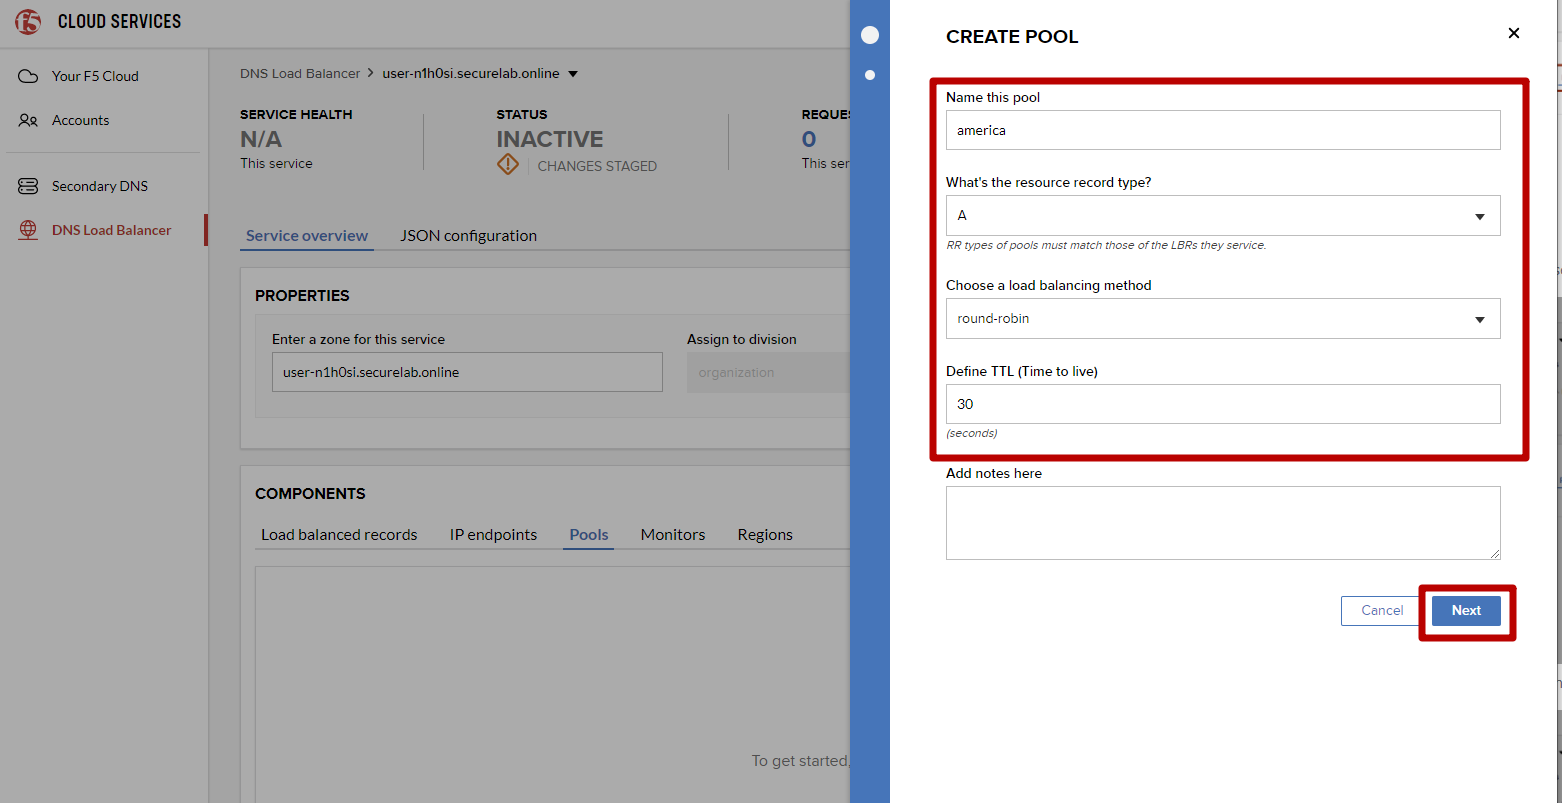 CLOUD SERVICES
Your F5 Cloud
Accounts
Secondary DNS
DNS Load Balancer
DNS Load Balancer > user-n1h0si.securelab.online
SERVICE HEALTH
N/A
This service
STATUS
INACTIVE
CHANGES STAGED
REQUES
0
This ser
Service overview JSON configuration
PROPERTIES
Enter a zone for this service
user-n1h0si.securelab.online
Assign to division
organization
COMPONENTS
Load balanced records IP endpoints Pools Monitors Regions
To get started,
CREATE POOL
Name this pool
america
What's the resource record type?
A
RR types of pools must match those of the LBRs they service.
Choose a load balancing method
round-robin
Define TTL (Time to live)
30
(seconds)
Add notes here
Cancel Next